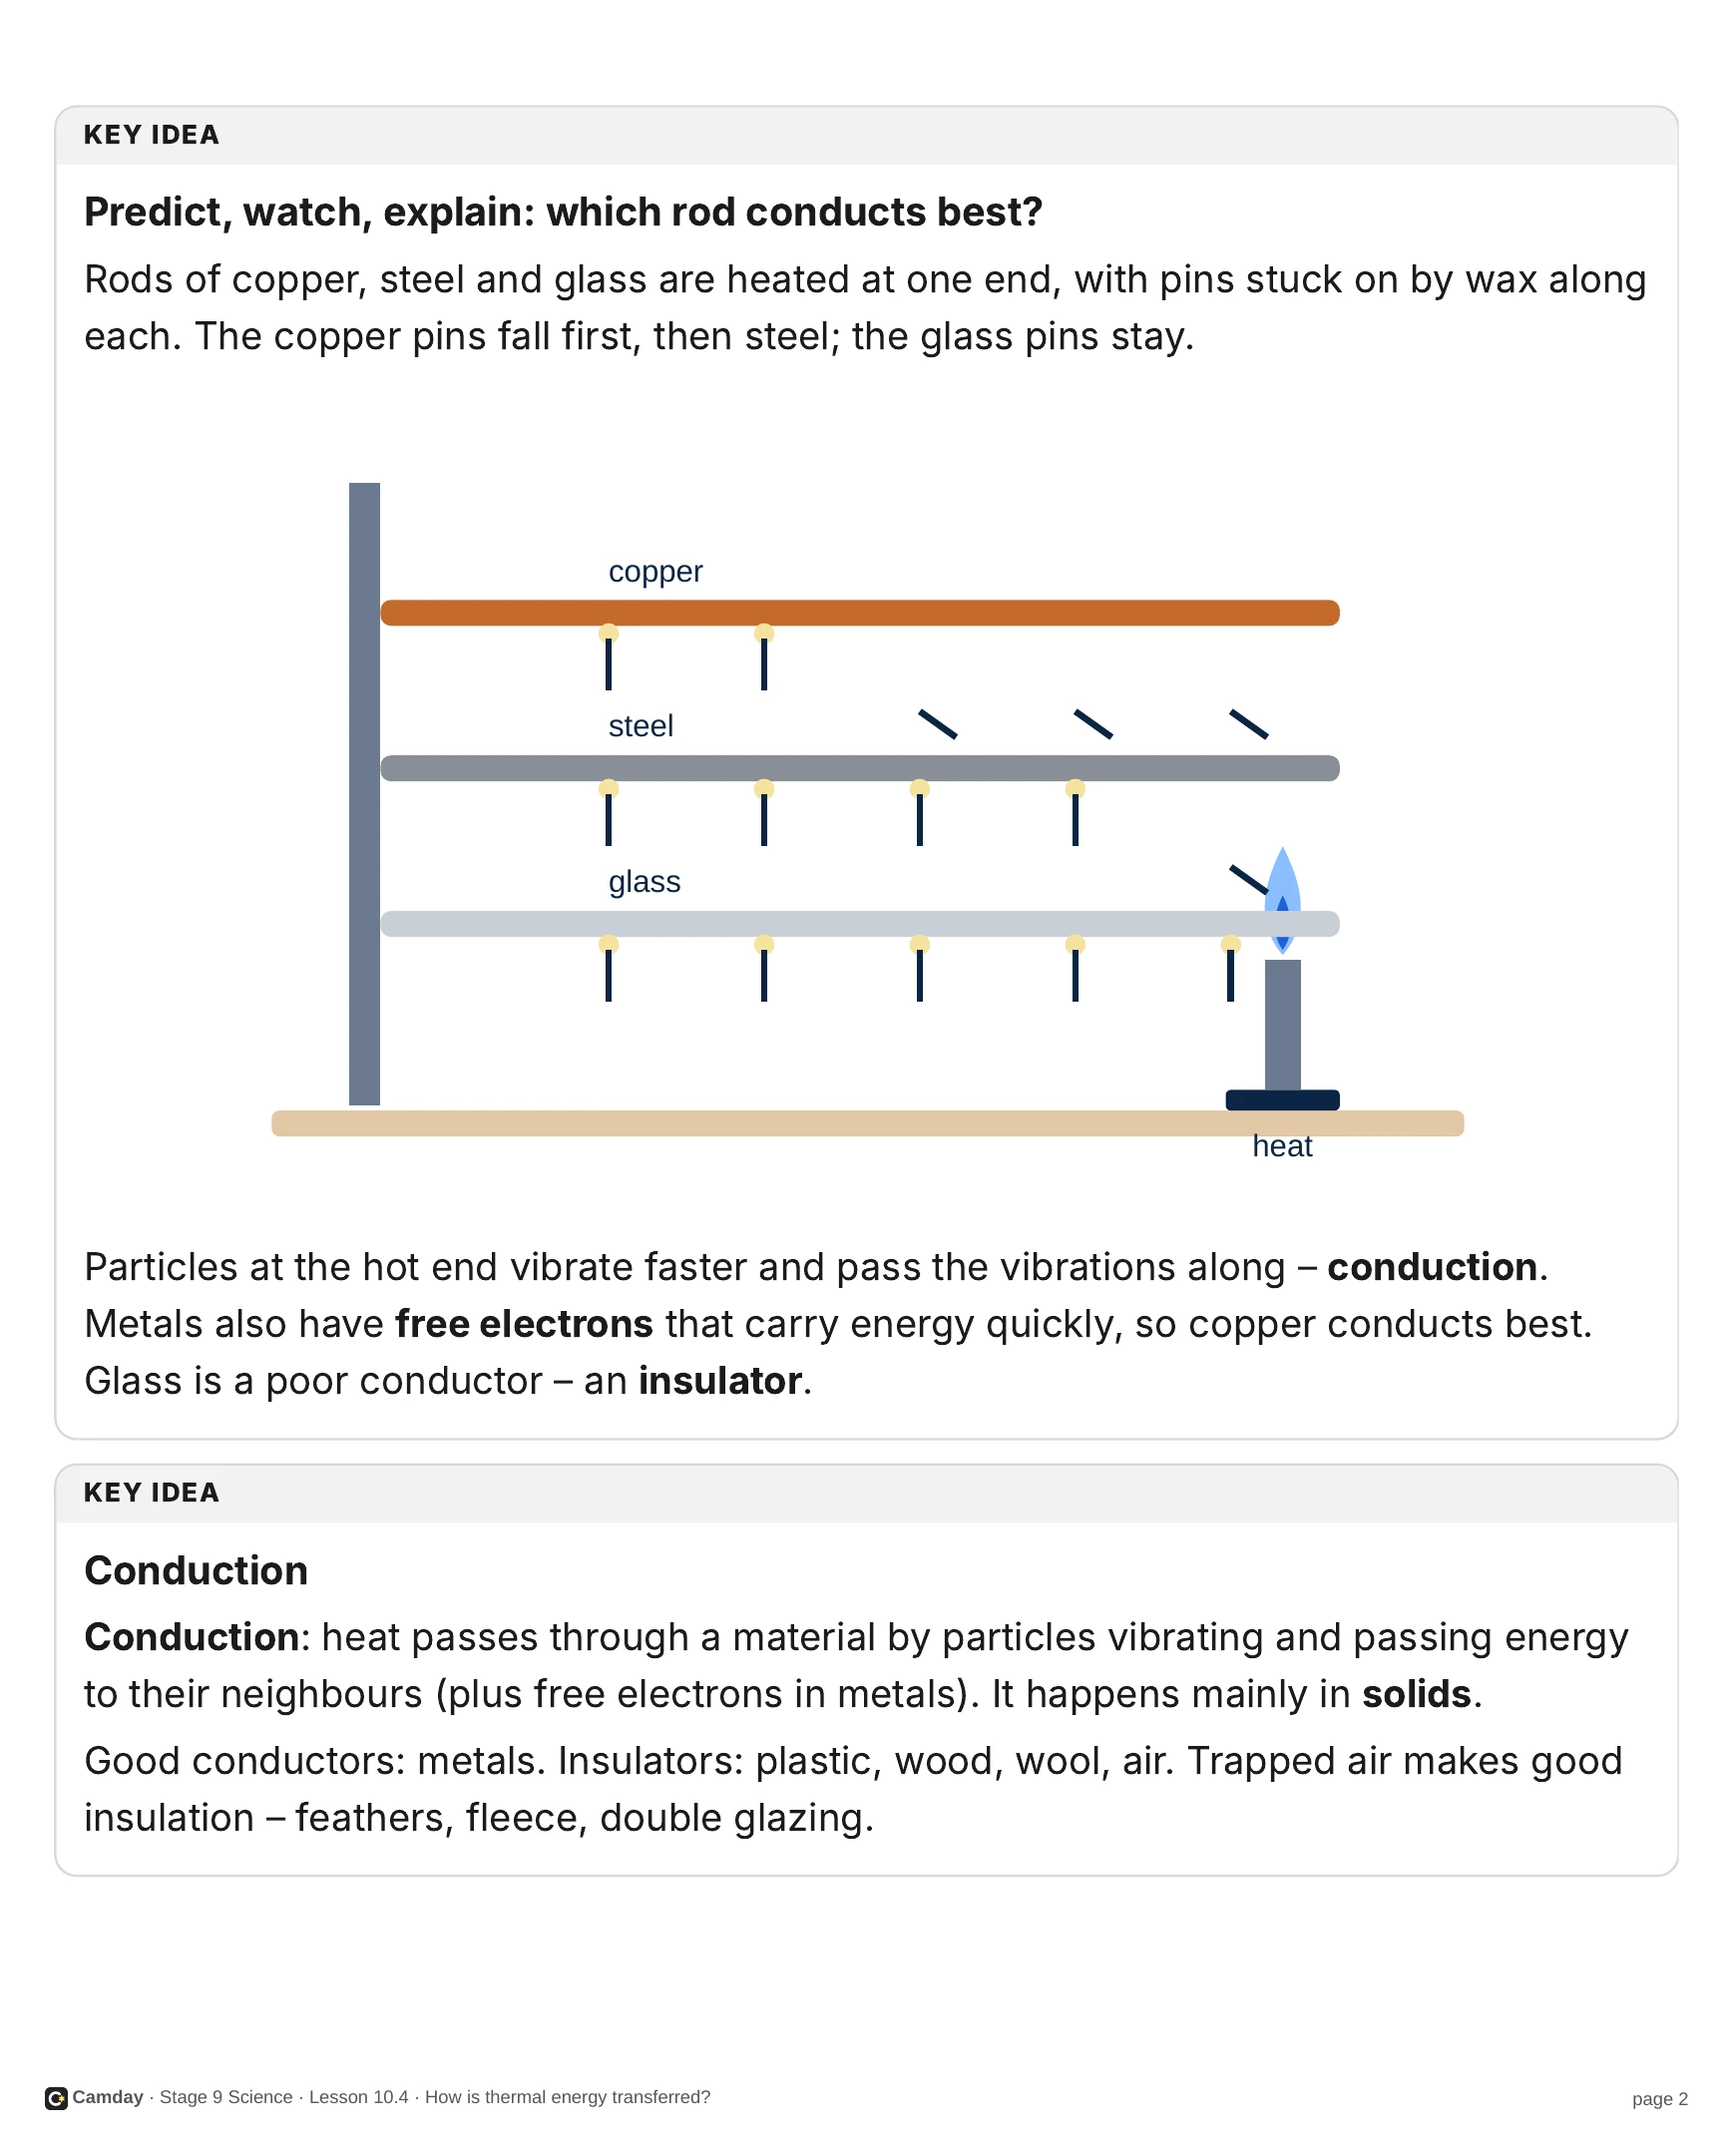 KEY IDEA
Predict, watch, explain: which rod conducts best?
Rods of copper, steel and glass are heated at one end, with pins stuck on by wax along
each. The copper pins fall first, then steel; the glass pins stay.
copper
steel
glass
heat
Particles at the hot end vibrate faster and pass the vibrations along – conduction.
Metals also have free electrons that carry energy quickly, so copper conducts best.
Glass is a poor conductor – an insulator.
KEY IDEA
Conduction
Conduction: heat passes through a material by particles vibrating and passing energy
to their neighbours (plus free electrons in metals). It happens mainly in solids.
Good conductors: metals. Insulators: plastic, wood, wool, air. Trapped air makes good
insulation – feathers, fleece, double glazing.
Camday · Stage 9 Science · Lesson 10.4 · How is thermal energy transferred?
page 2